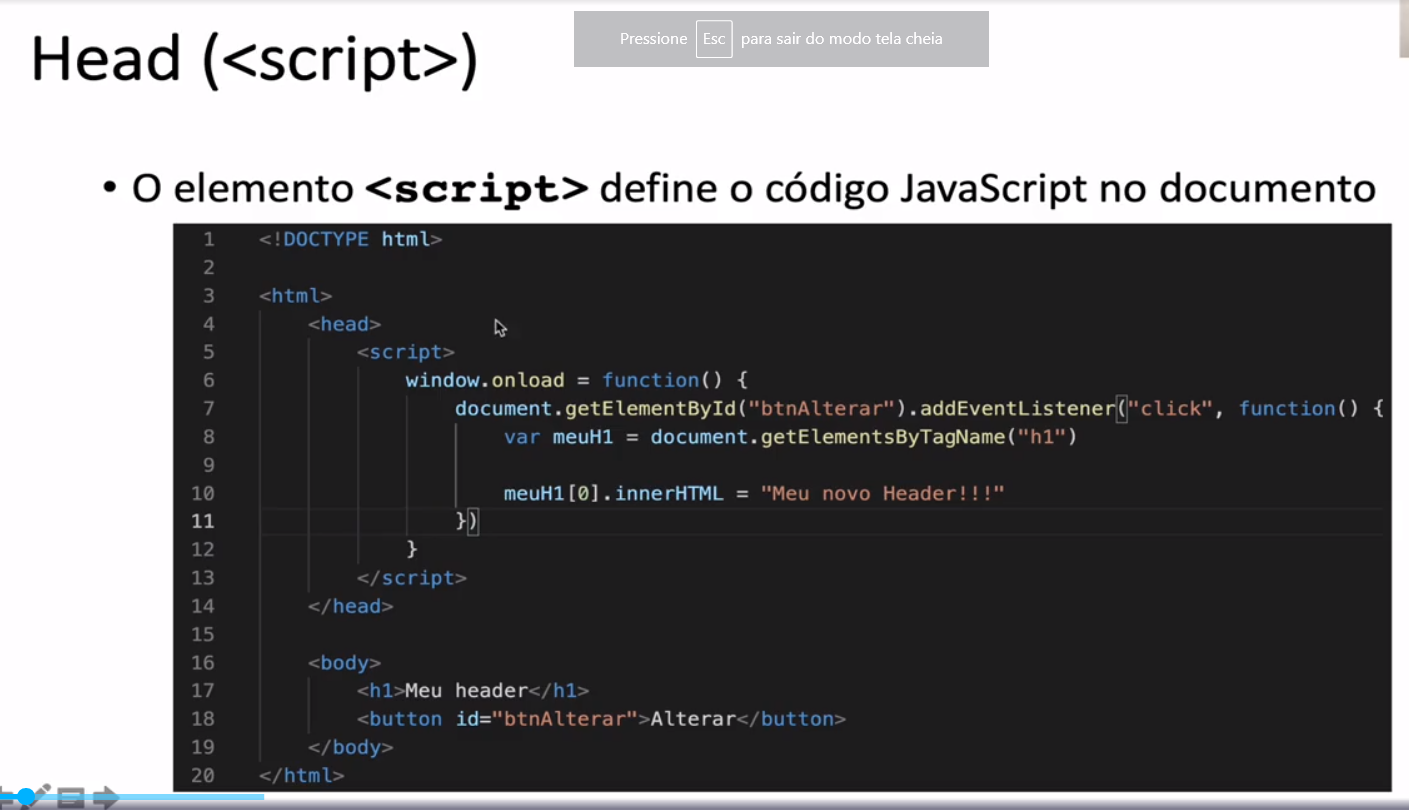 Head (<script>)
Pressione Esc para sair do modo tela cheia
• O elemento <script> define o código JavaScript no documento
1 <!DOCTYPE html>
2
3 <html>
4 <head>
5 <script>
6 window.onload = function() {
7 document.getElementById("btnAlterar").addEventListener("click", function() {
8 var meuH1 = document.getElementsByTagName("h1")
9
10 meuH1[0].innerHTML = "Meu novo Header!!!"
11 })
12 }
13 </script>
14 </head>
15
16 <body>
17 <h1>Meu header</h1>
18 <button id="btnAlterar">Alterar</button>
19 </body>
20 </html>